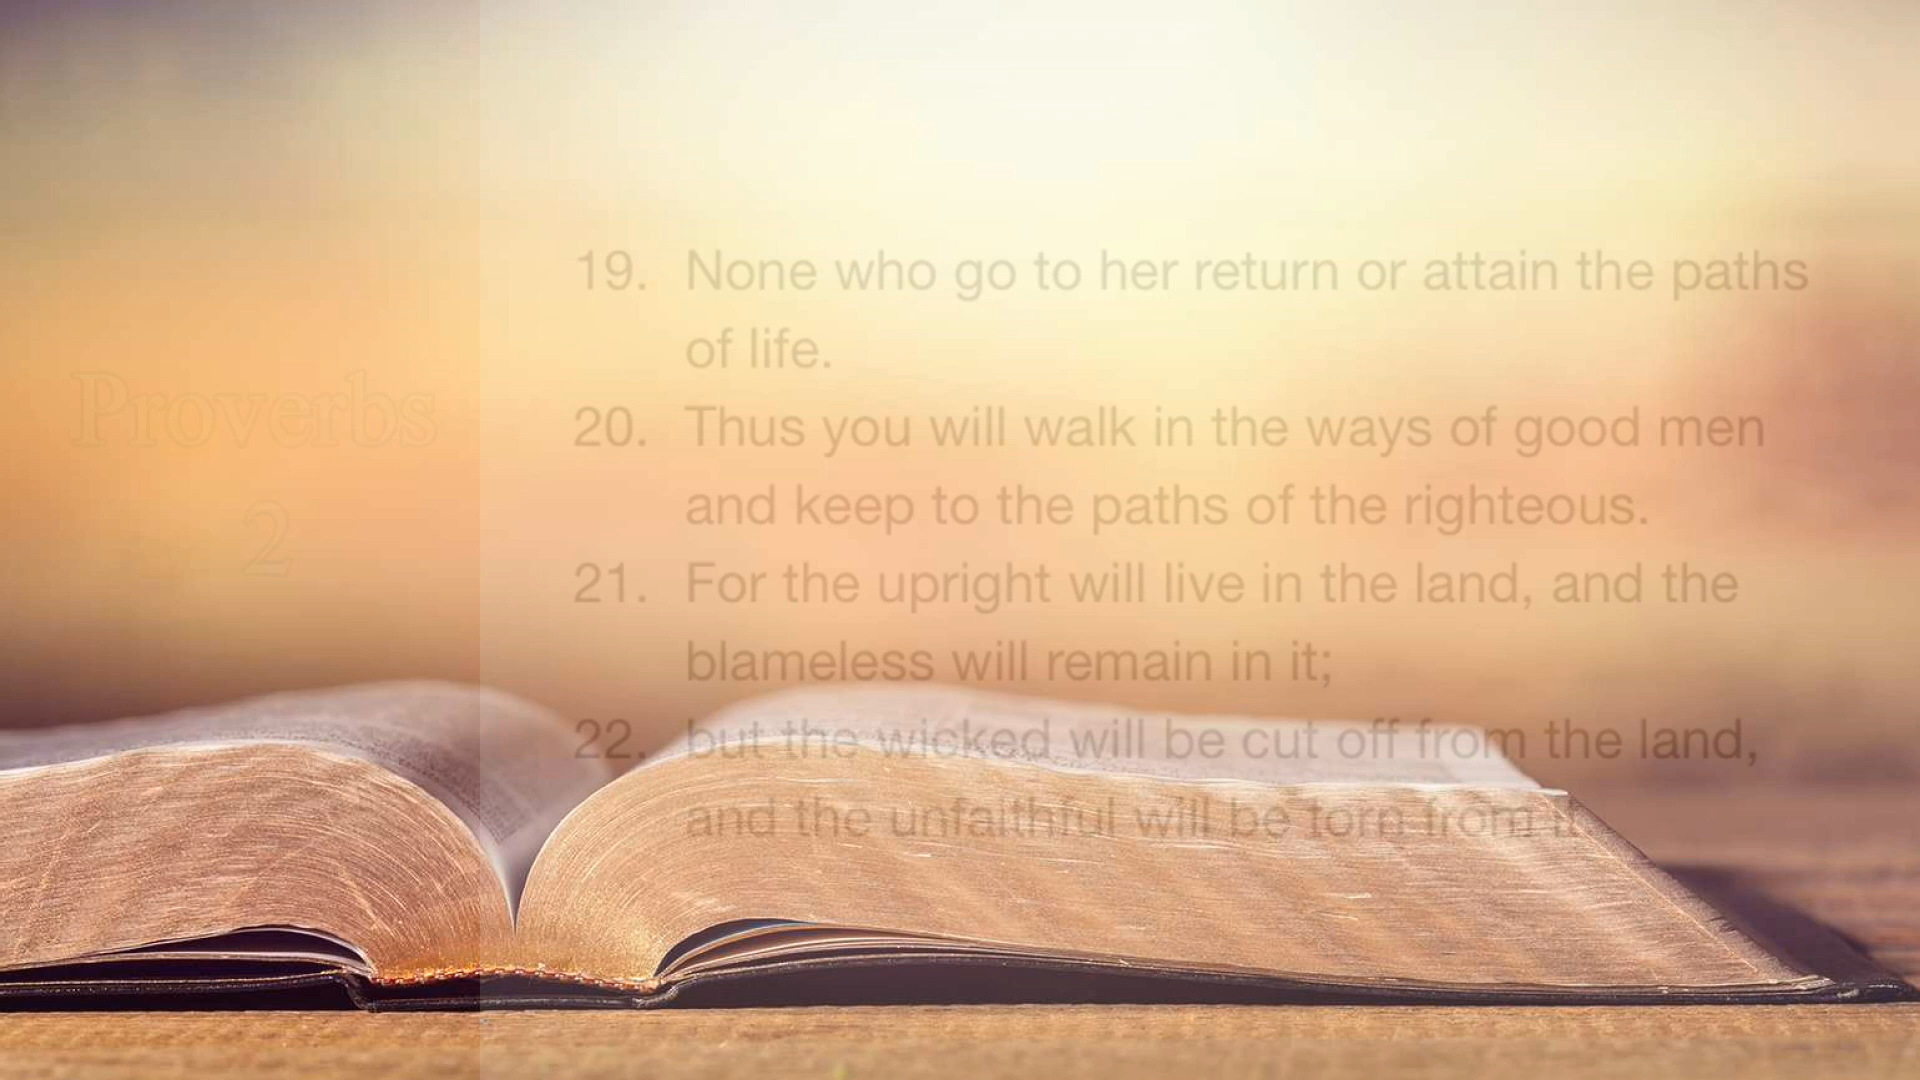 Proverbs
2
19. None who go to her return or attain the paths
of life.
20. Thus you will walk in the ways of good men
and keep to the paths of the righteous.
21. For the upright will live in the land, and the
blameless will remain in it;
22. but the wicked will be cut off from the land,
and the unfaithful will be torn from it